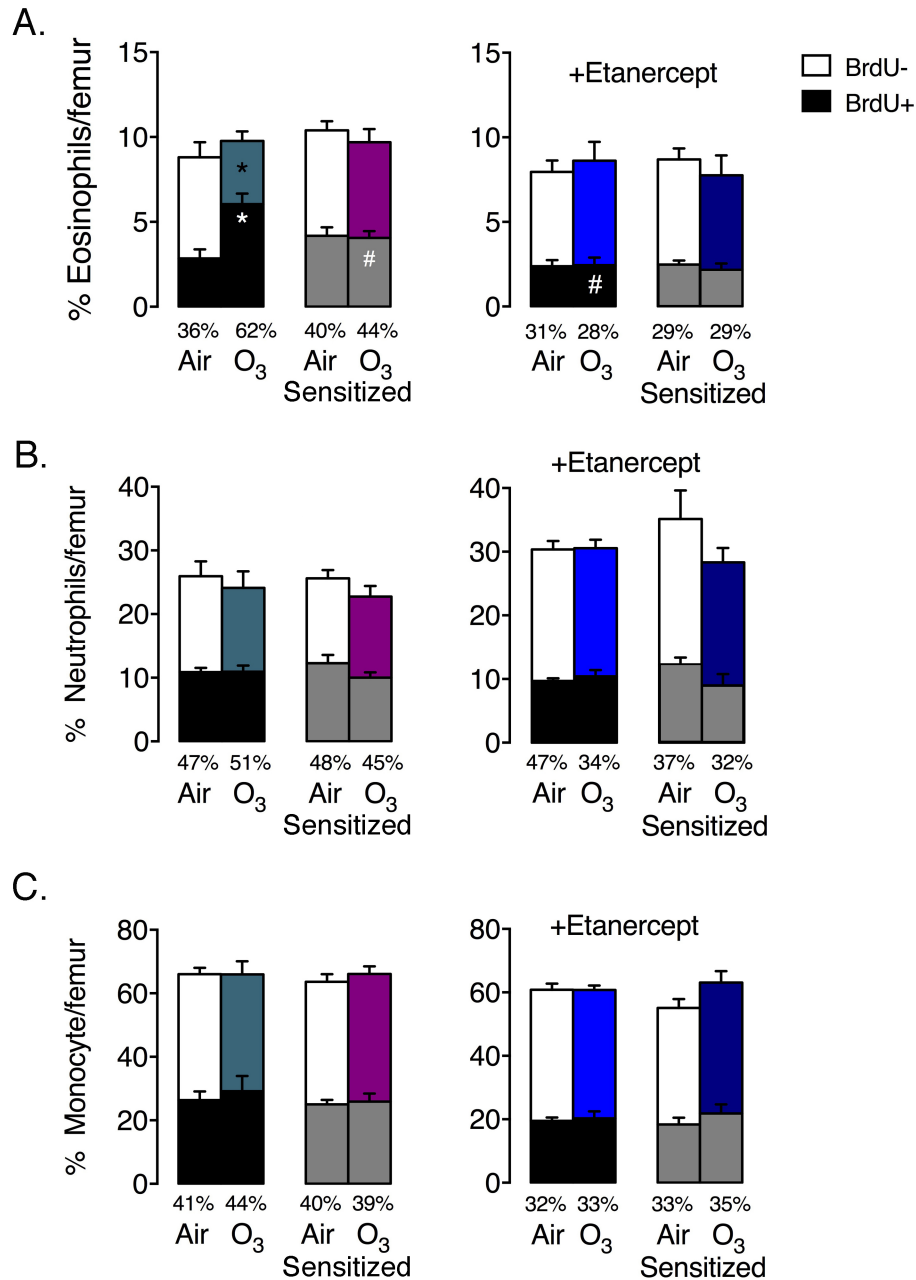 A.
% Eosinophils/femur
15
10
5
0
*
*
#
36% 62% 40% 44%
Air O3 Air O3
Sensitized
+Etanercept
15
10
5
0
#
31% 28% 29% 29%
Air O3 Air O3
Sensitized
BrdU-
BrdU+
B.
% Neutrophils/femur
40
30
20
10
0
47% 51% 48% 45%
Air O3 Air O3
Sensitized
+Etanercept
40
30
20
10
0
47% 34% 37% 32%
Air O3 Air O3
Sensitized
C.
% Monocyte/femur
80
60
40
20
0
41% 44% 40% 39%
Air O3 Air O3
Sensitized
+Etanercept
80
60
40
20
0
32% 33% 33% 35%
Air O3 Air O3
Sensitized